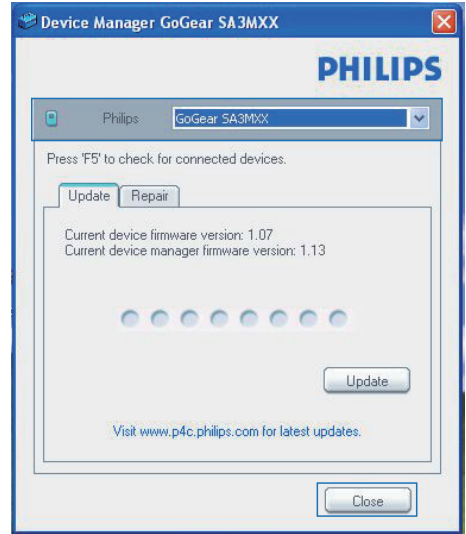 Device Manager GoGear SA3MXX
PHILIPS
Philips GoGear SA3MXX
Press 'F5' to check for connected devices.
Update Repair
Current device firmware version: 1.07
Current device manager firmware version: 1.13
Update
Visit www.p4c.philips.com for latest updates.
Close